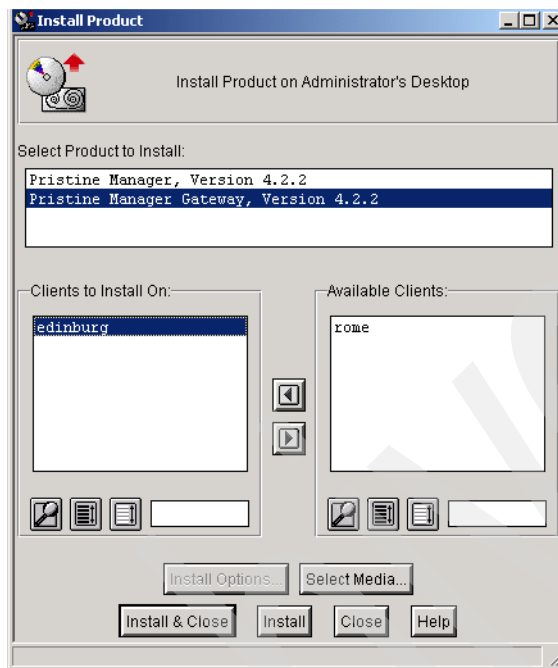 Install Product
Install Product on Administrator's Desktop
Select Product to Install:
Pristine Manager, Version 4.2.2
Pristine Manager Gateway, Version 4.2.2
Clients to Install On:
Available Clients:
edinburg
rome
Install Options...
Select Media...
Install & Close
Install
Close
Help